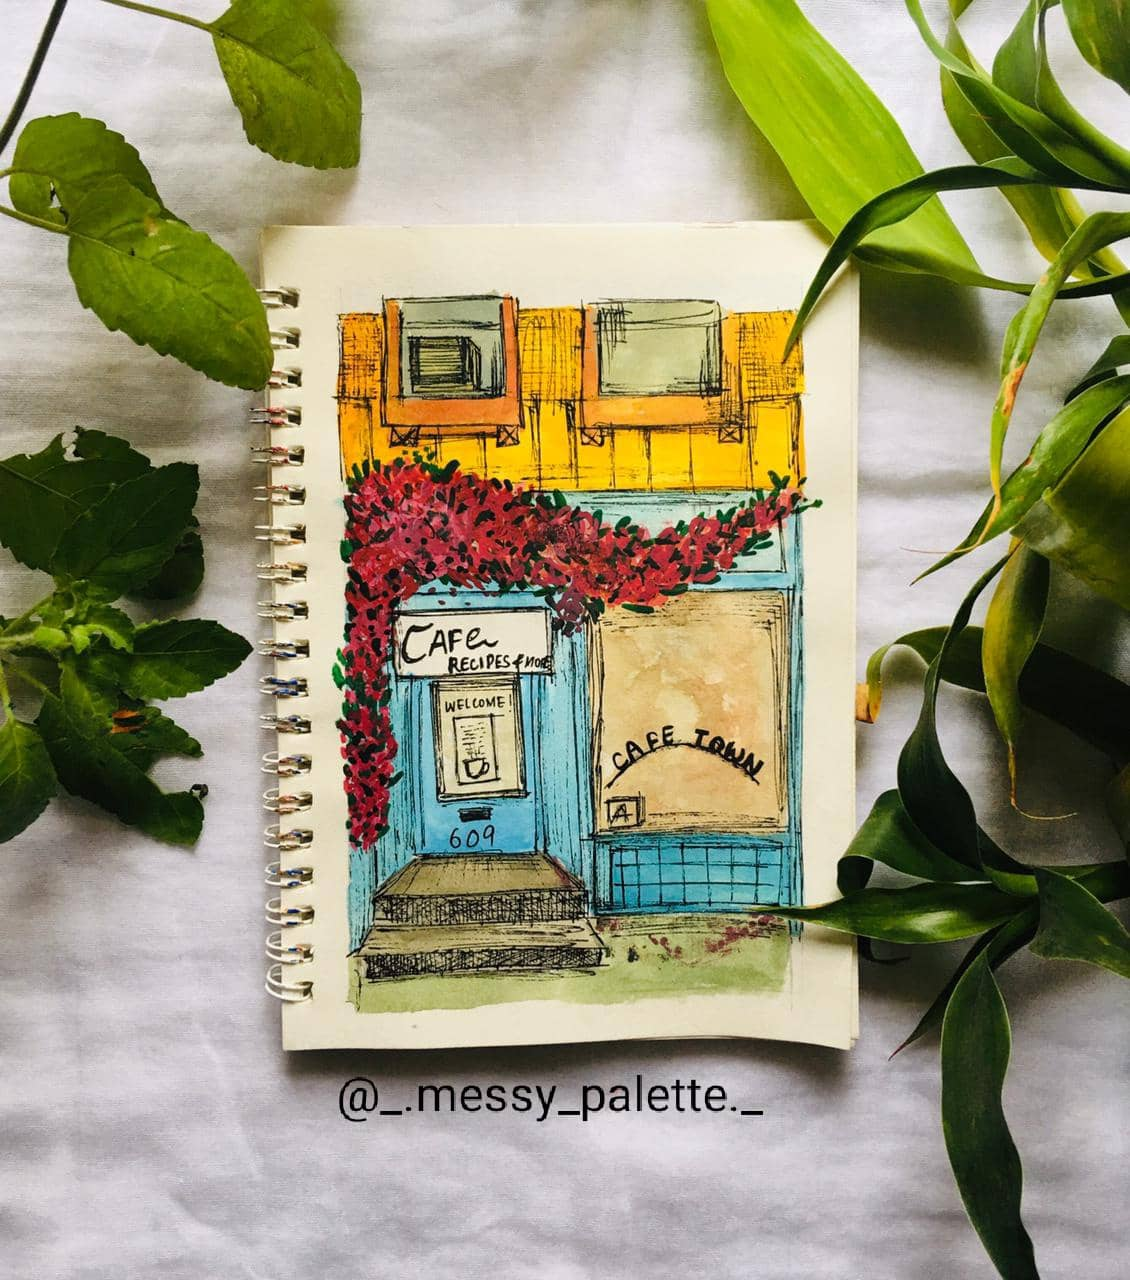 CAFe
RECIPES & MORE
WELCOME!
CAFE TOWN
A
609
@_.messy_palette._